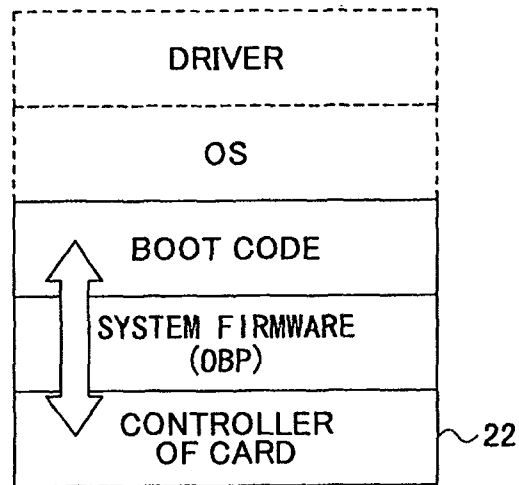 DRIVER
OS
BOOT CODE
SYSTEM FIRMWARE
(OBP)
CONTROLLER
OF CARD
22